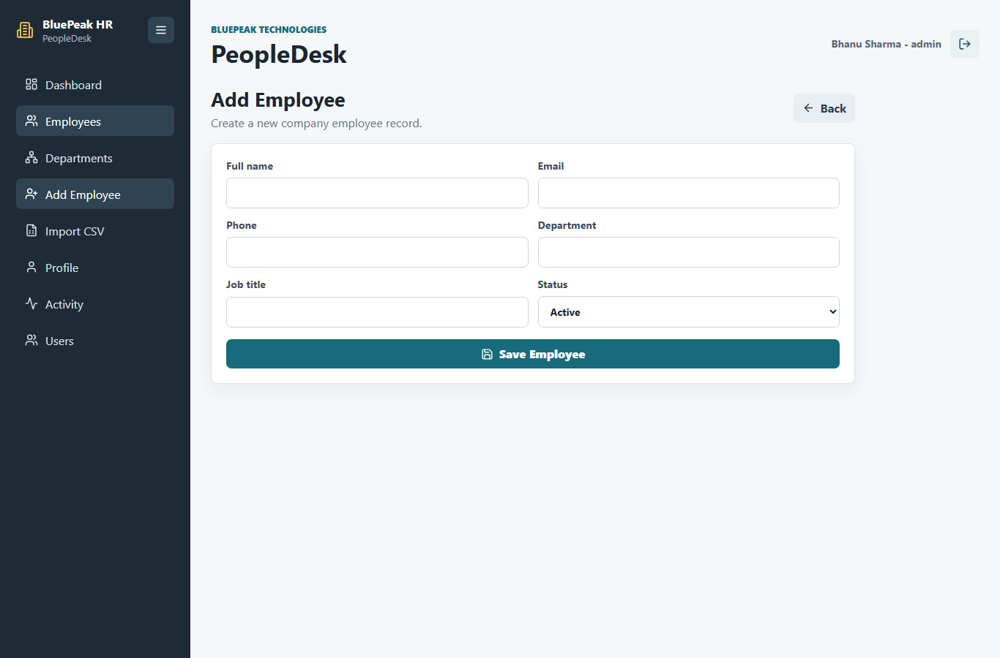 BluePeak HR
PeopleDesk
Dashboard
Employees
Departments
Add Employee
Import CSV
Profile
Activity
Users
BLUEPEAK TECHNOLOGIES
PeopleDesk
Bhanu Sharma - admin
Add Employee
Create a new company employee record.
Back
Full name
Email
Phone
Department
Job title
Status
Active
Save Employee